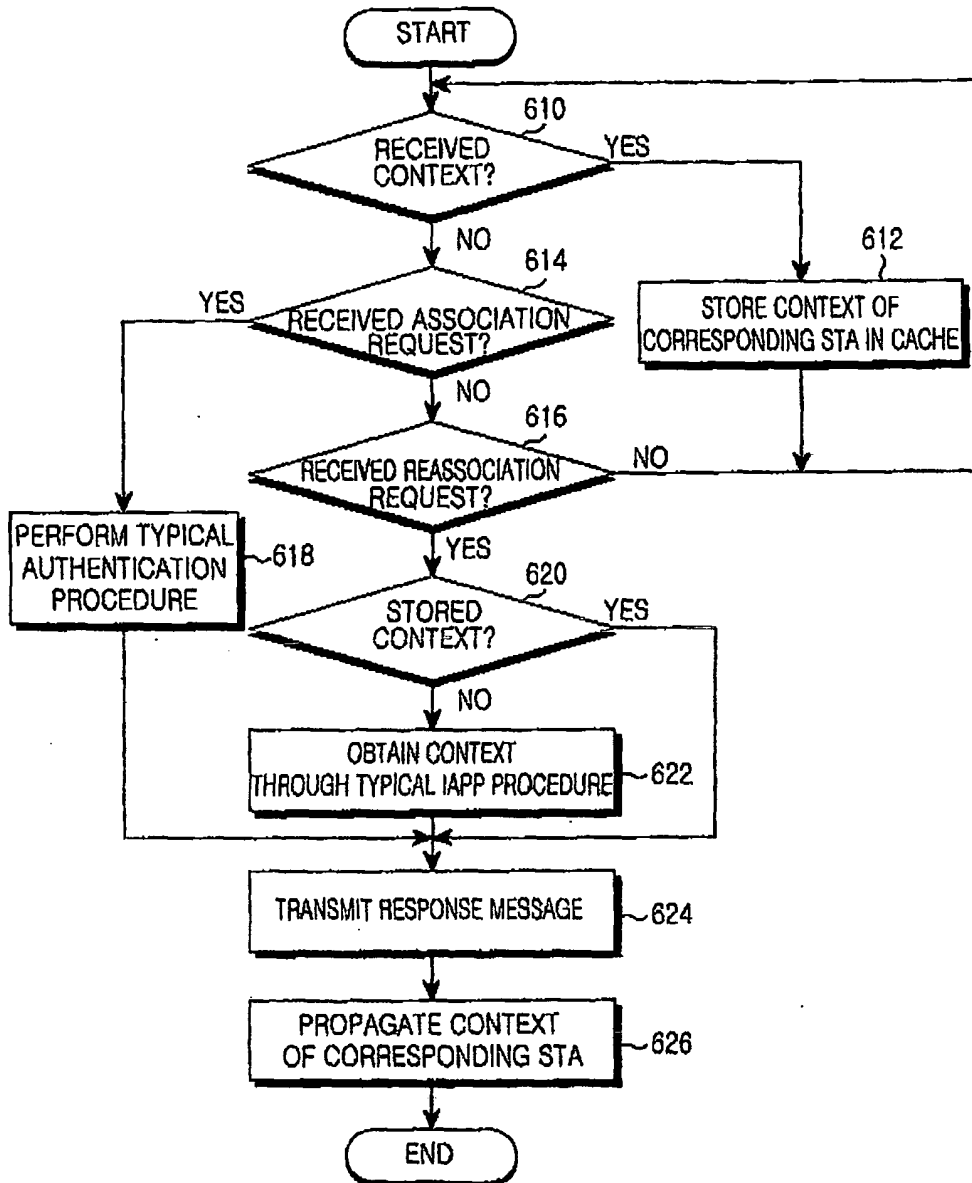 START
610
RECEIVED
CONTEXT?
YES
NO
612
STORE CONTEXT OF
CORRESPONDING STA IN CACHE
614
YES
RECEIVED ASSOCIATION
REQUEST?
NO
616
RECEIVED REASSOCIATION
REQUEST?
NO
YES
PERFORM TYPICAL
AUTHENTICATION
PROCEDURE
618
620
STORED
CONTEXT?
YES
NO
OBTAIN CONTEXT
THROUGH TYPICAL IAPP PROCEDURE
622
TRANSMIT RESPONSE MESSAGE
624
PROPAGATE CONTEXT
OF CORRESPONDING STA
626
END